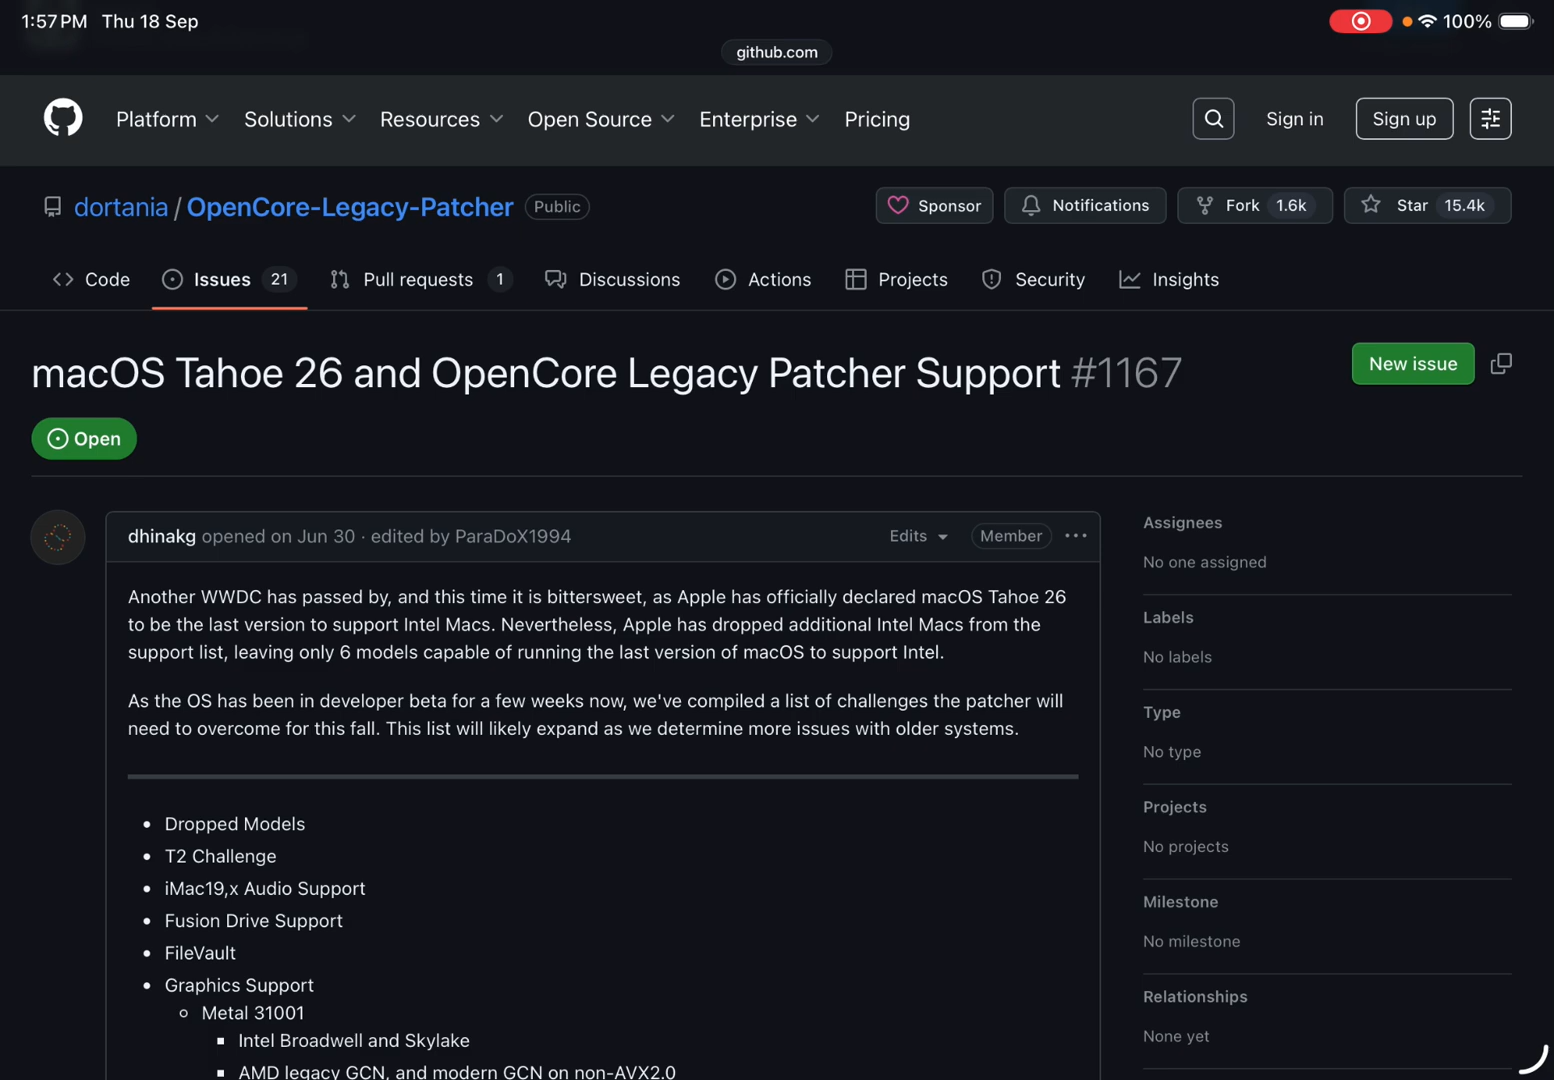 1:57 PM Thu 18 Sep
100%
github.com
Platform Solutions Resources Open Source Enterprise Pricing
Sign in Sign up
dortania / OpenCore-Legacy-Patcher Public
Sponsor Notifications Fork 1.6k Star 15.4k
Code Issues 21 Pull requests 1 Discussions Actions Projects Security Insights
macOS Tahoe 26 and OpenCore Legacy Patcher Support #1167
New issue
Open
dhinakg opened on Jun 30 · edited by ParaDoX1994
Edits Member
Another WWDC has passed by, and this time it is bittersweet, as Apple has officially declared macOS Tahoe 26
to be the last version to support Intel Macs. Nevertheless, Apple has dropped additional Intel Macs from the
support list, leaving only 6 models capable of running the last version of macOS to support Intel.
As the OS has been in developer beta for a few weeks now, we've compiled a list of challenges the patcher will
need to overcome for this fall. This list will likely expand as we determine more issues with older systems.
Dropped Models
T2 Challenge
iMac19,x Audio Support
Fusion Drive Support
FileVault
Graphics Support
Metal 31001
Intel Broadwell and Skylake
AMD legacy GCN, and modern GCN on non-AVX2.0
Assignees
No one assigned
Labels
No labels
Type
No type
Projects
No projects
Milestone
No milestone
Relationships
None yet